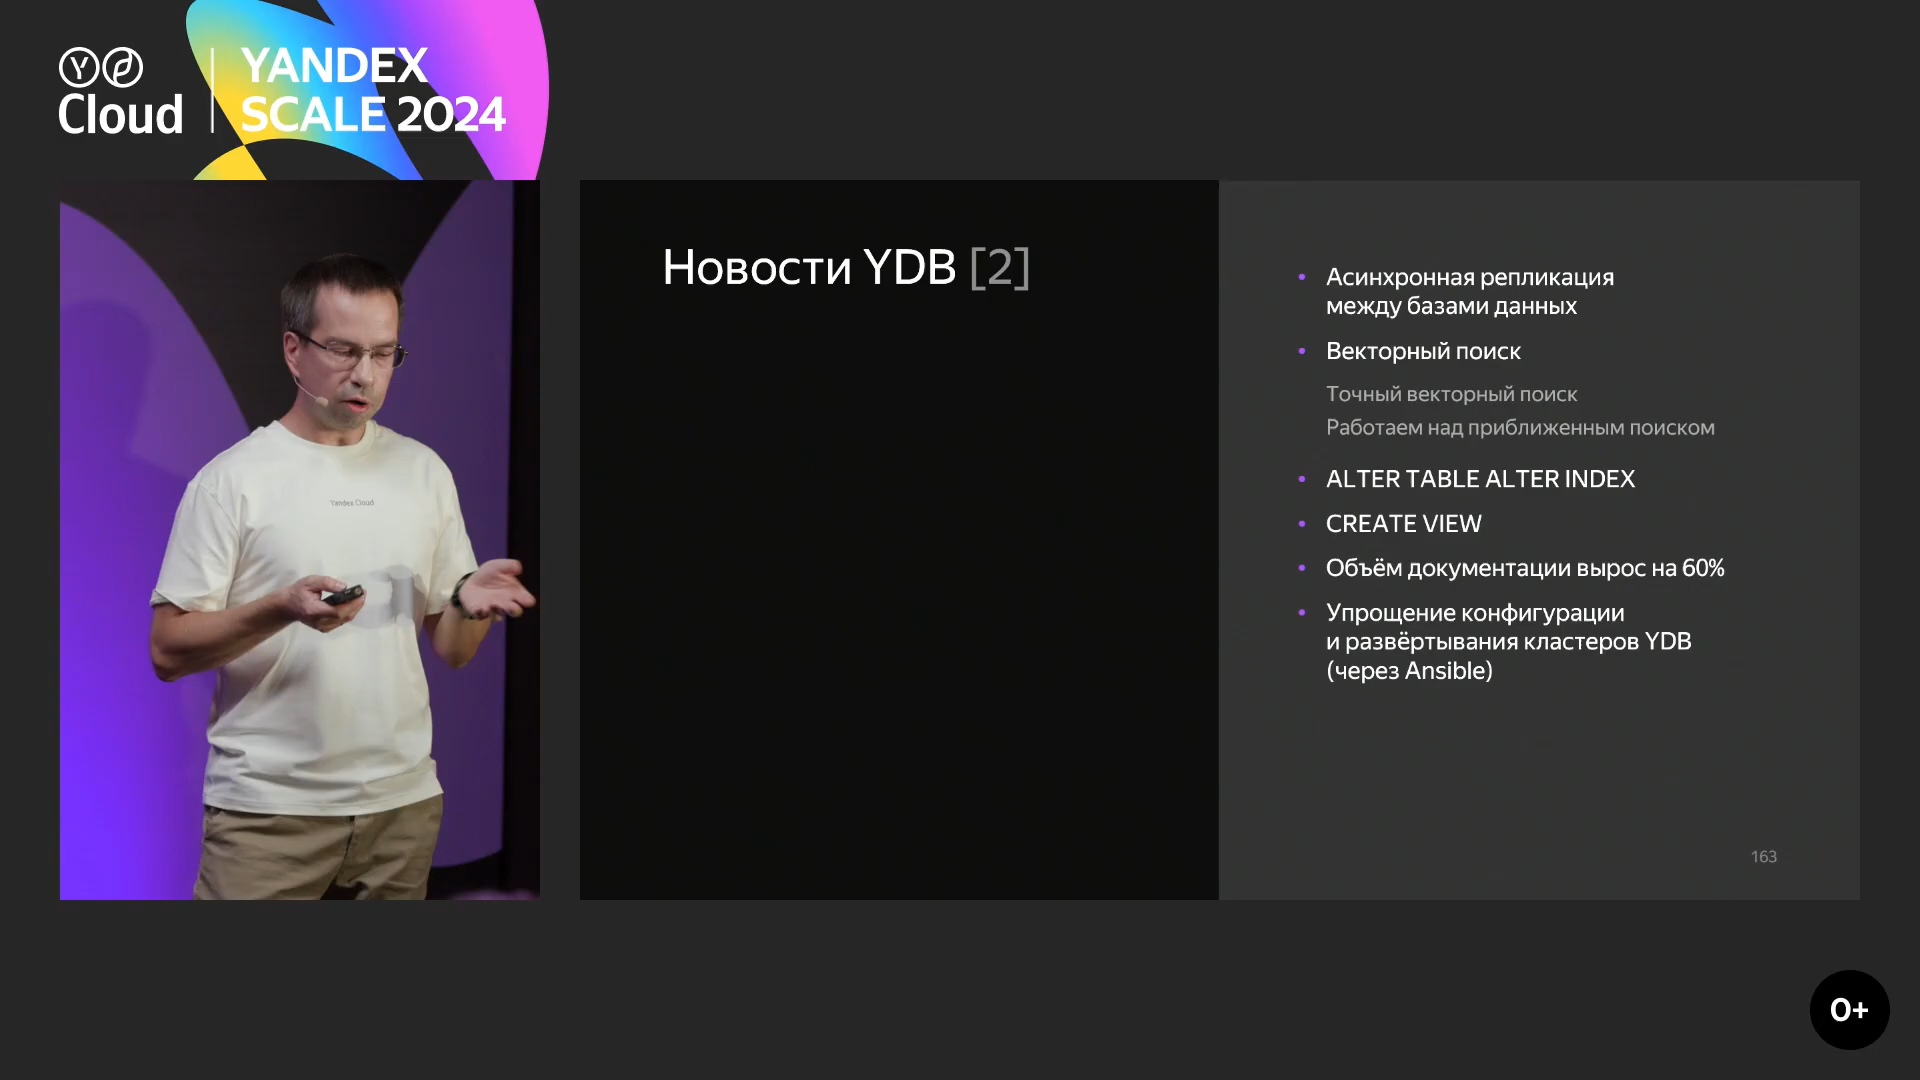 Cloud
YANDEX
SCALE 2024
Yandex Cloud
Новости YDB [2]
• Асинхронная репликация
между базами данных
• Векторный поиск
Точный векторный поиск
Работаем над приближенным поиском
• ALTER TABLE ALTER INDEX
• CREATE VIEW
• Объём документации вырос на 60%
• Упрощение конфигурации
и развёртывания кластеров YDB
(через Ansible)
163
0+